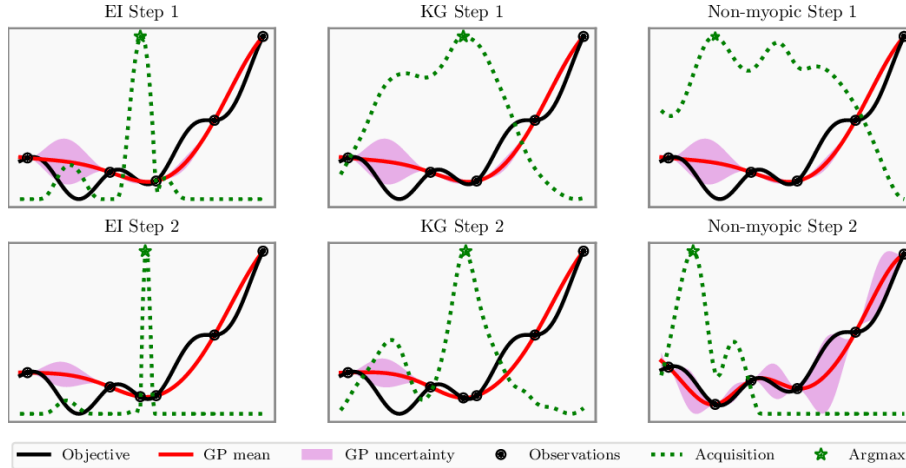 EI Step 1
KG Step 1
Non-myopic Step 1
EI Step 2
KG Step 2
Non-myopic Step 2
Objective GP mean GP uncertainty Observations Acquisition Argmax